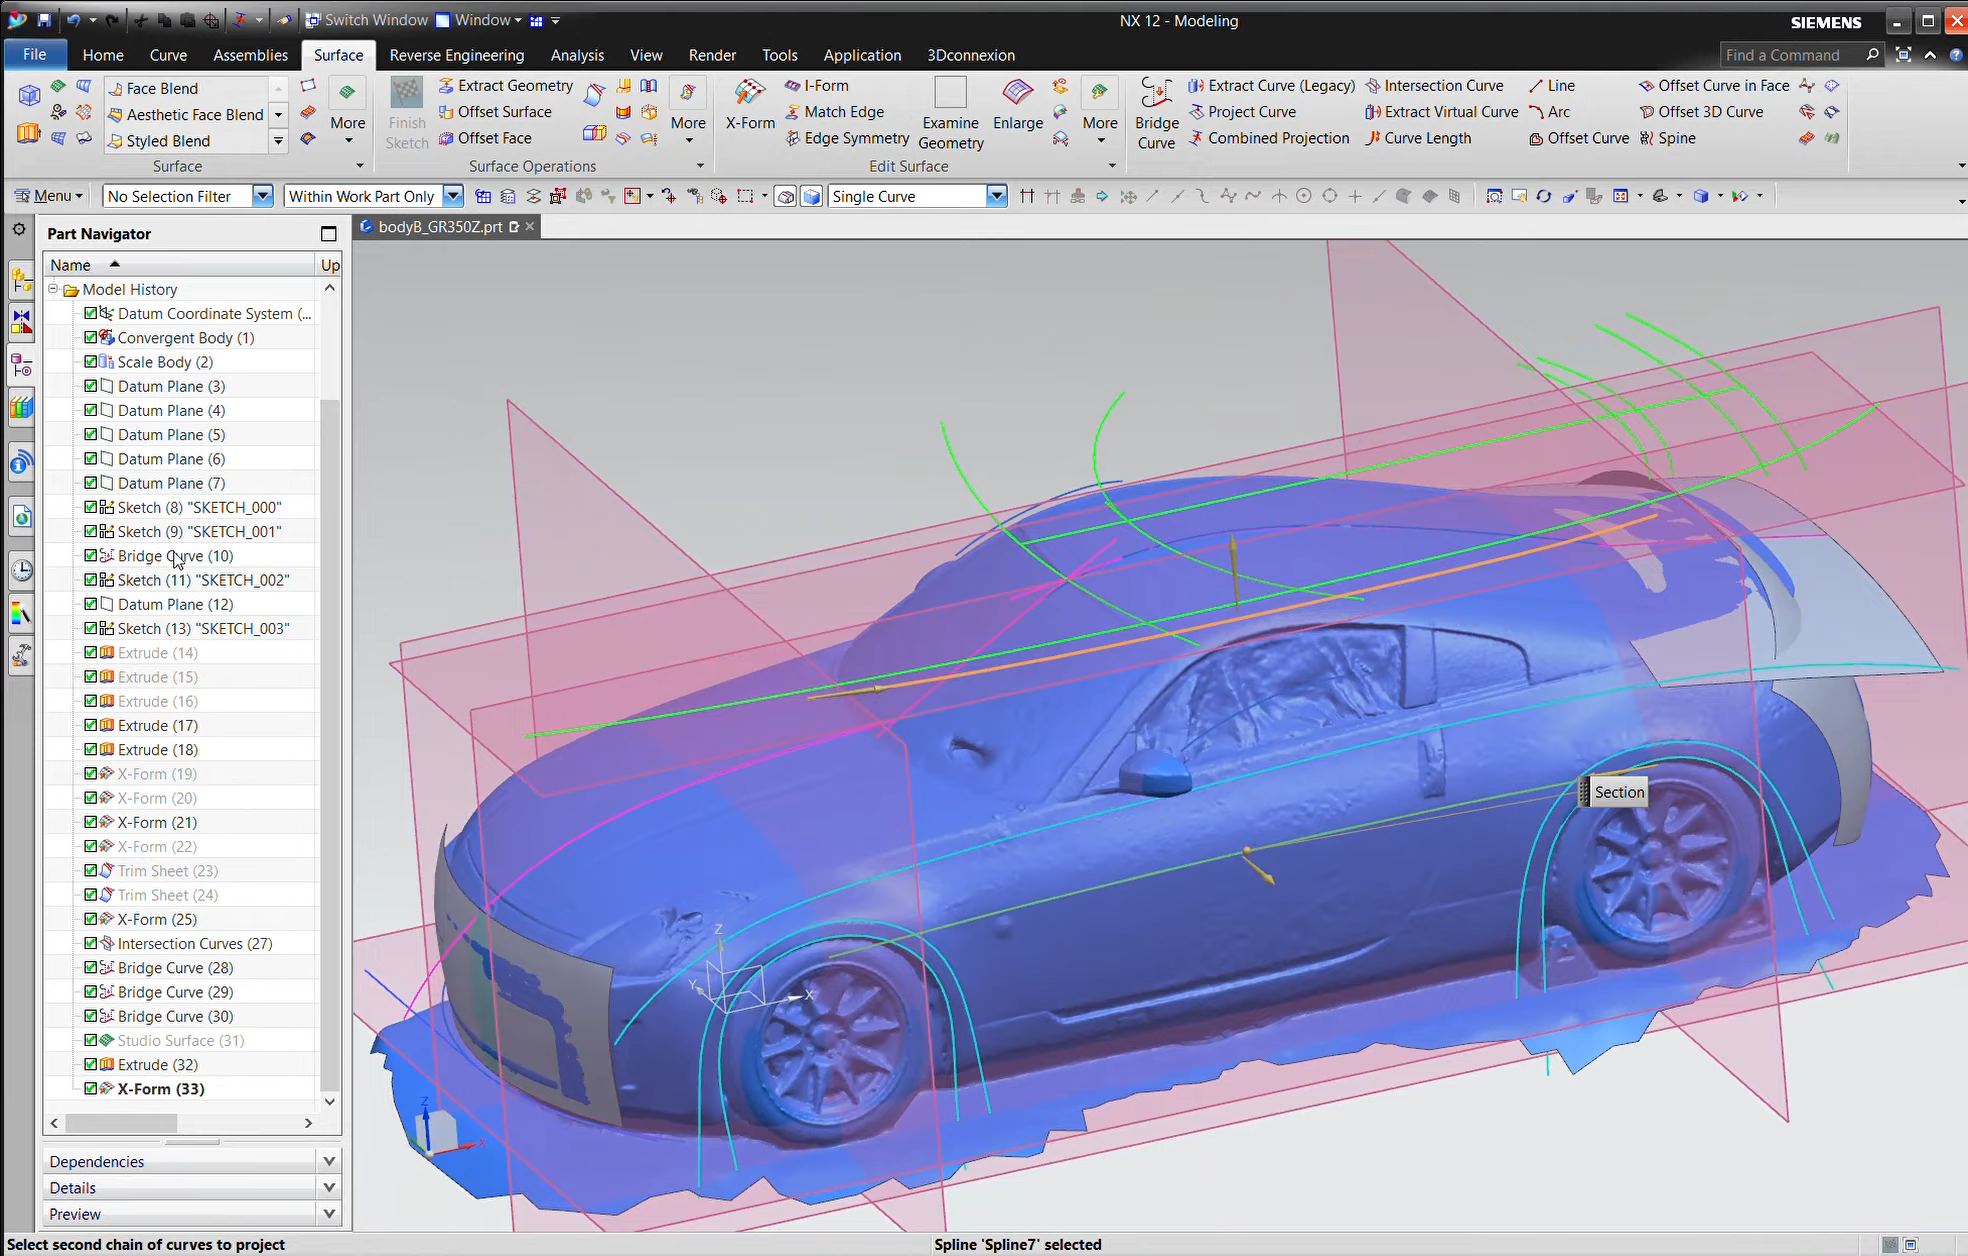 Switch Window
Window
NX 12 - Modeling
SIEMENS
File
Home
Curve
Assemblies
Surface
Reverse Engineering
Analysis
View
Render
Tools
Application
3Dconnexion
Find a Command
Face Blend
Aesthetic Face Blend
Styled Blend
More
Surface
Finish Sketch
Extract Geometry
Offset Surface
Offset Face
More
Surface Operations
X-Form
I-Form
Match Edge
Edge Symmetry
Examine Geometry
Enlarge
More
Edit Surface
Bridge Curve
Extract Curve (Legacy)
Project Curve
Combined Projection
Intersection Curve
Extract Virtual Curve
Curve Length
Line
Arc
Offset Curve
Offset Curve in Face
Offset 3D Curve
Spine
Menu
No Selection Filter
Within Work Part Only
Single Curve
Part Navigator
bodyB_GR350Z.prt
Name
Up
Model History
Datum Coordinate System (...
Convergent Body (1)
Scale Body (2)
Datum Plane (3)
Datum Plane (4)
Datum Plane (5)
Datum Plane (6)
Datum Plane (7)
Sketch (8) "SKETCH_000"
Sketch (9) "SKETCH_001"
Bridge Curve (10)
Sketch (11) "SKETCH_002"
Datum Plane (12)
Sketch (13) "SKETCH_003"
Extrude (14)
Extrude (15)
Extrude (16)
Extrude (17)
Extrude (18)
X-Form (19)
X-Form (20)
X-Form (21)
X-Form (22)
Trim Sheet (23)
Trim Sheet (24)
X-Form (25)
Intersection Curves (27)
Bridge Curve (28)
Bridge Curve (29)
Bridge Curve (30)
Studio Surface (31)
Extrude (32)
X-Form (33)
Dependencies
Details
Preview
Section
Z
Y
X
Z
X
Select second chain of curves to project
Spline 'Spline7' selected